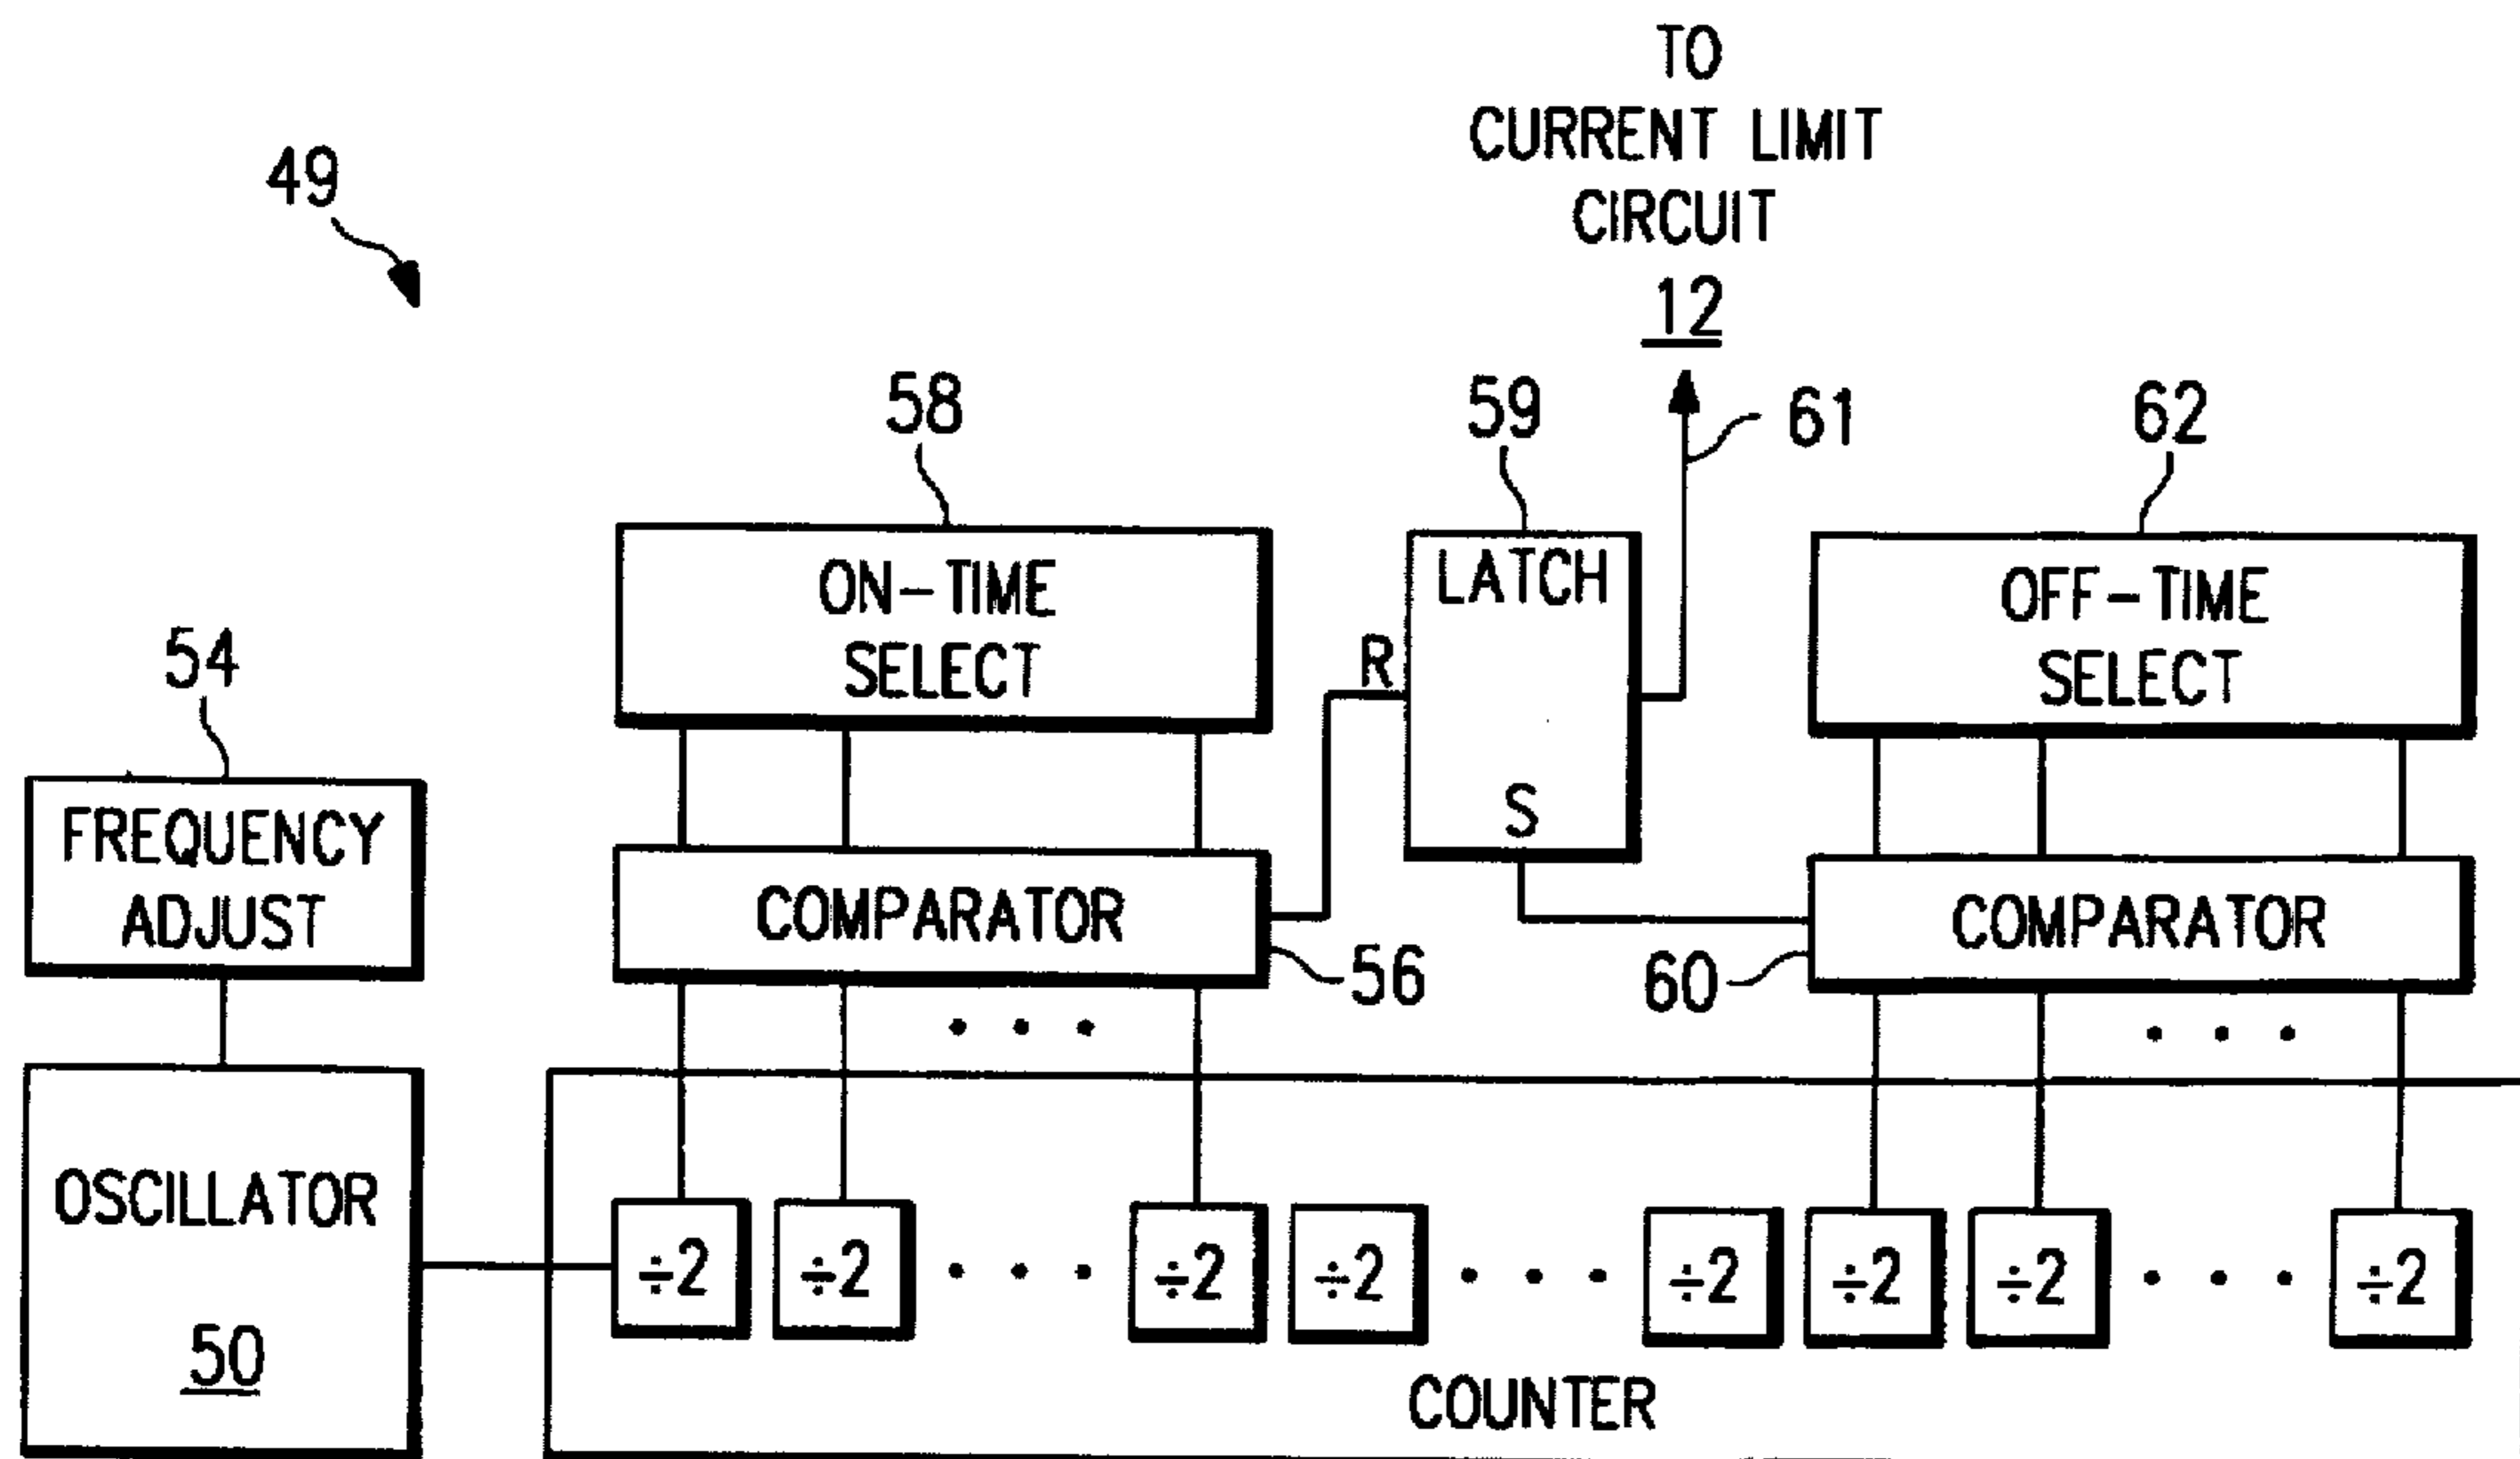 TO
CURRENT LIMIT
CIRCUIT
12
49
58
59
61
62
ON-TIME
SELECT
LATCH
R
S
OFF-TIME
SELECT
54
FREQUENCY
ADJUST
COMPARATOR
56
60
COMPARATOR
OSCILLATOR
50
÷2 ÷2 • • • ÷2 ÷2 • • • ÷2 ÷2 ÷2 • • • ÷2
COUNTER